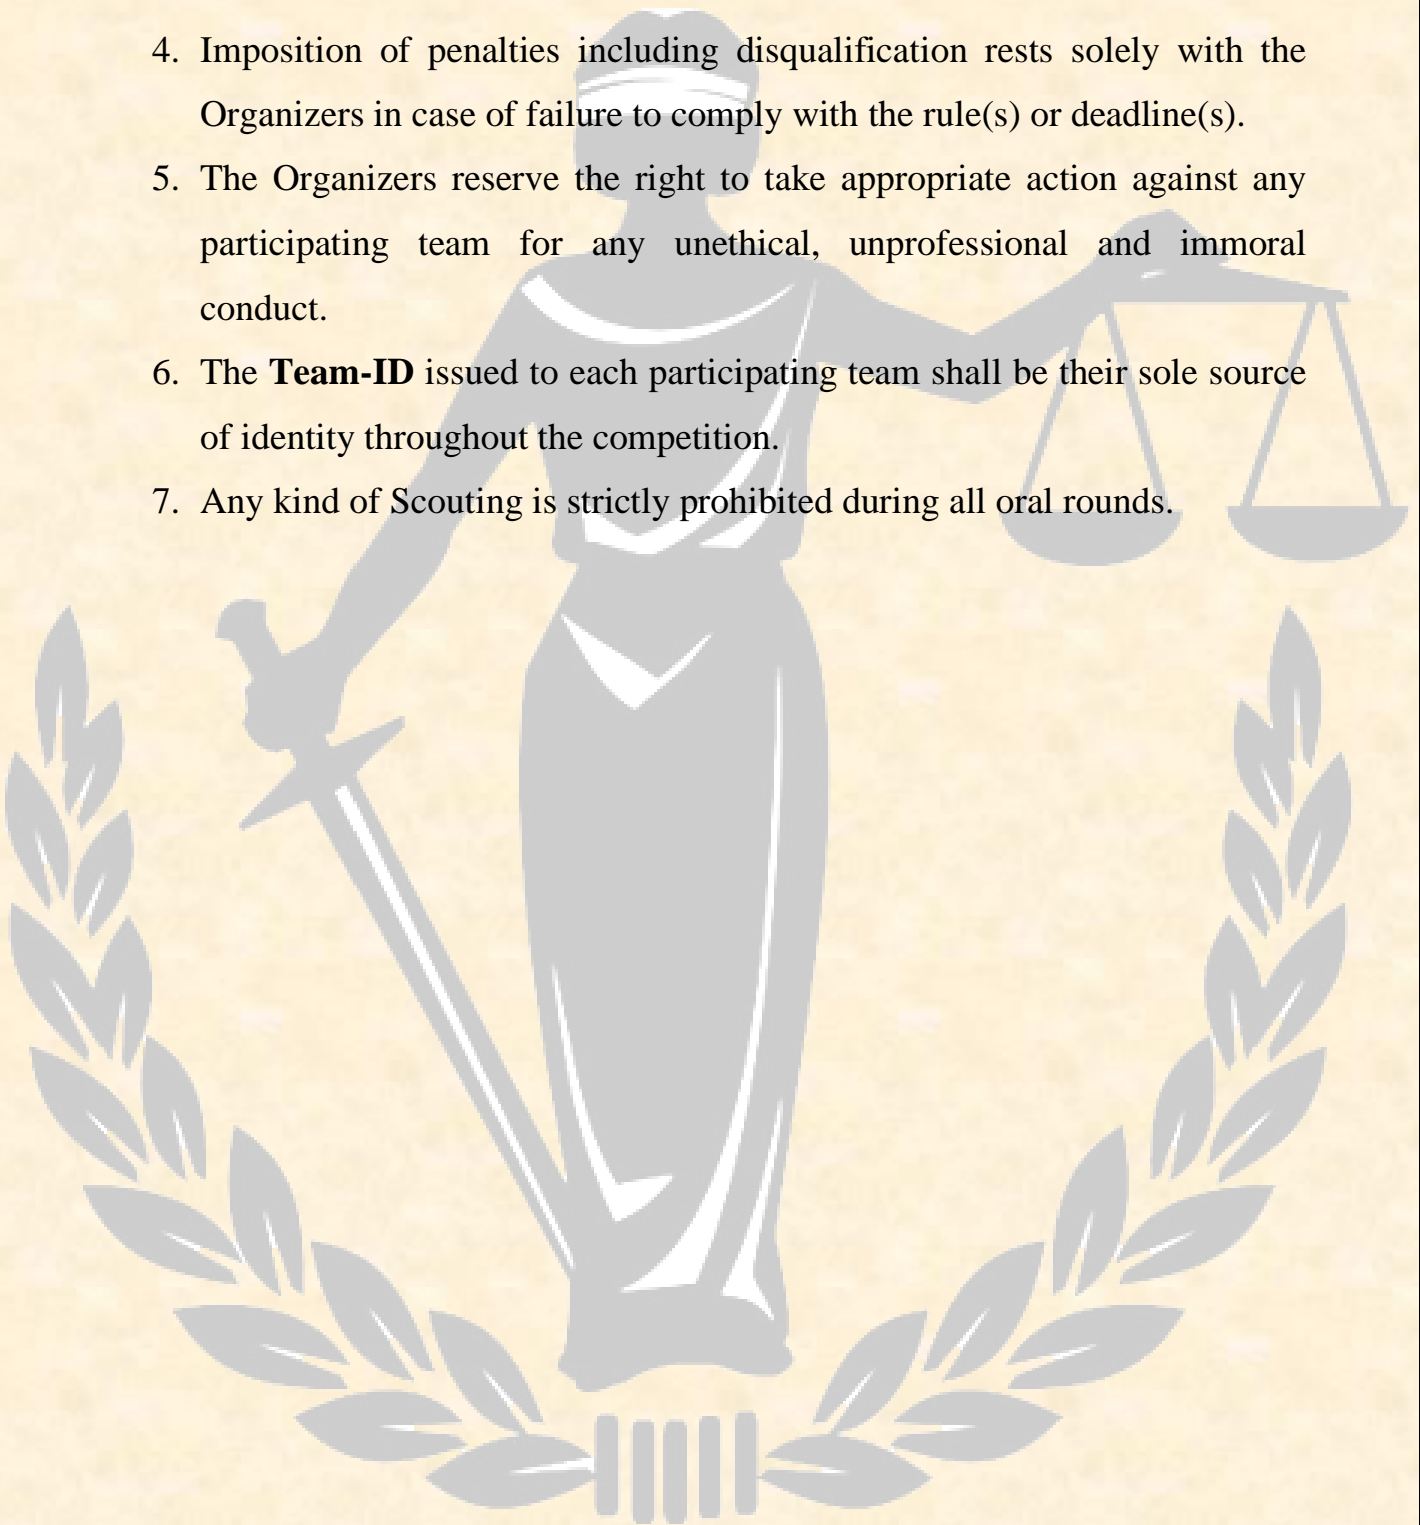 4. Imposition of penalties including disqualification rests solely with the
Organizers in case of failure to comply with the rule(s) or deadline(s).
5. The Organizers reserve the right to take appropriate action against any
participating team for any unethical, unprofessional and immoral
conduct.
6. The Team-ID issued to each participating team shall be their sole source
of identity throughout the competition.
7. Any kind of Scouting is strictly prohibited during all oral rounds.